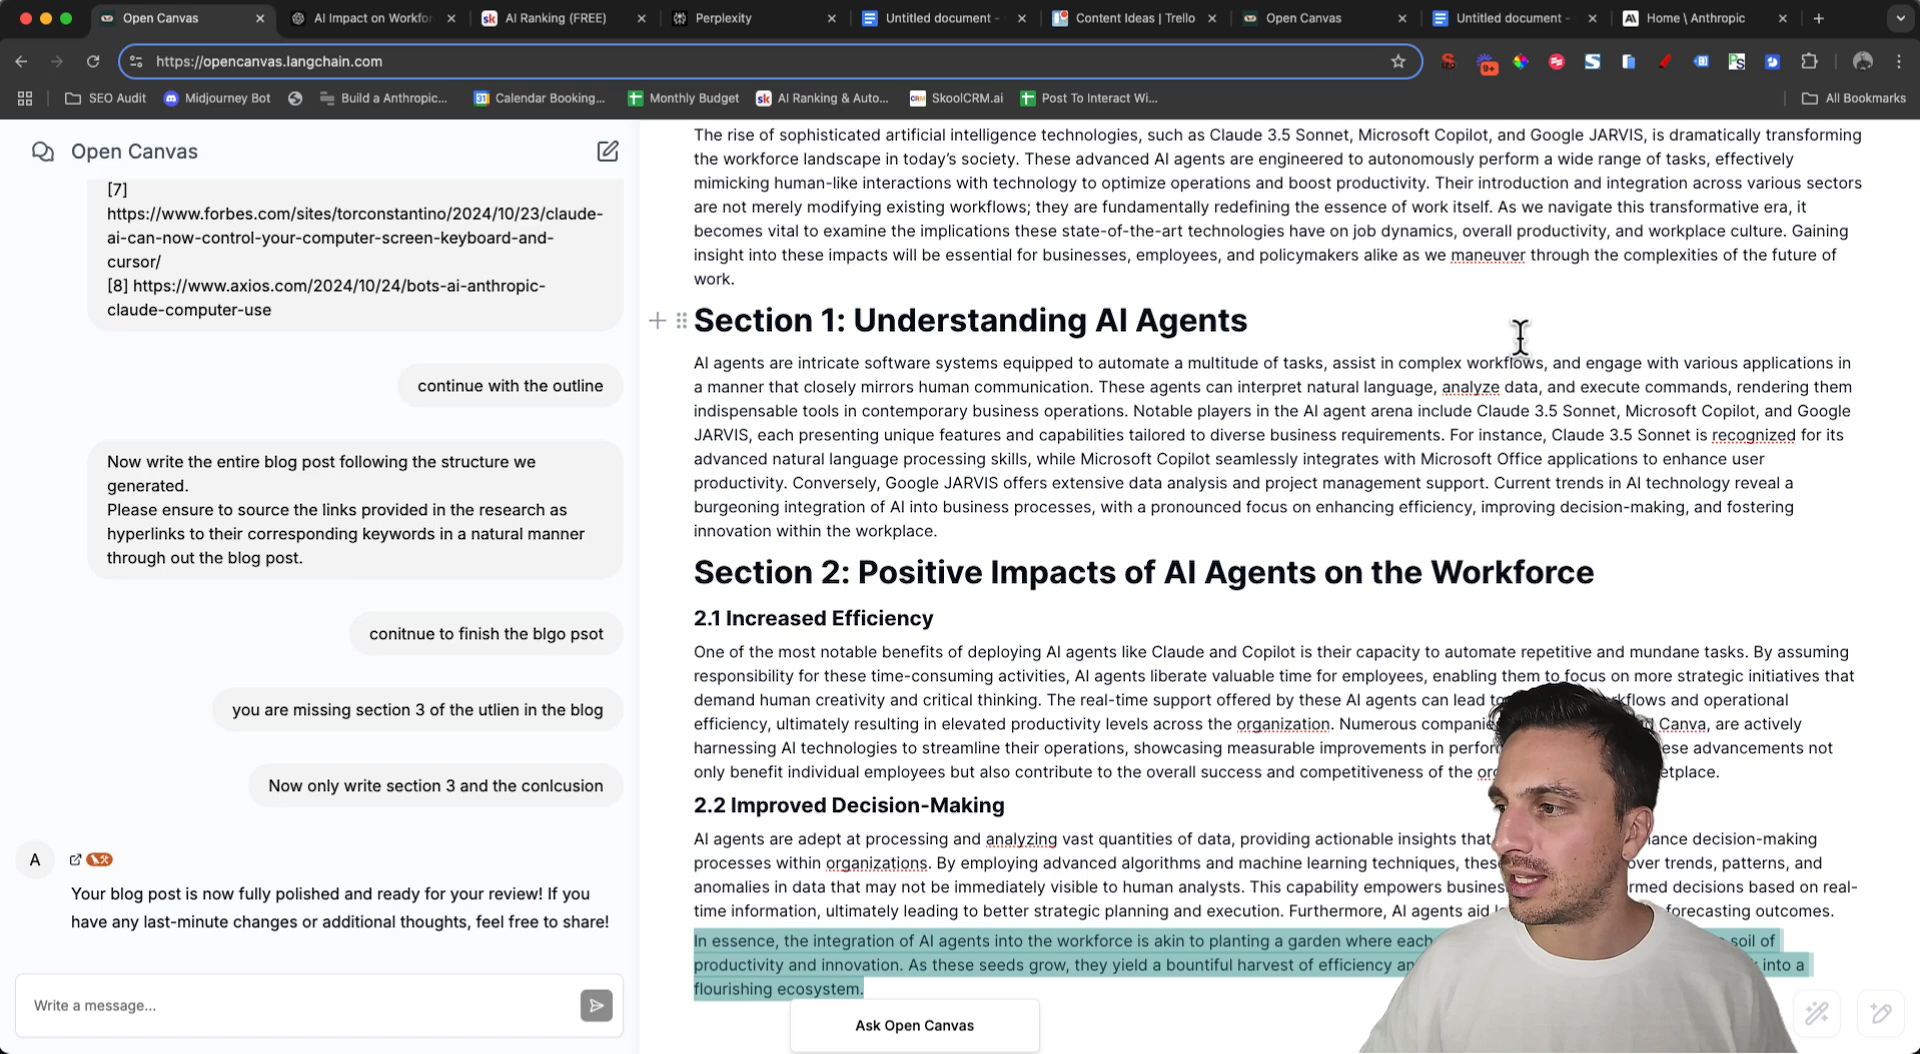 Open Canvas
AI Impact on Workfo
AI Ranking (FREE)
Perplexity
Untitled document -
Content Ideas | Trello
Open Canvas
Untitled document -
Home \ Anthropic
https://opencanvas.langchain.com
9+
SEO Audit
Midjourney Bot
Build a Anthropic...
Calendar Booking...
Monthly Budget
AI Ranking & Auto...
SkoolCRM.ai
Post To Interact Wi...
All Bookmarks
Open Canvas
[7]
https://www.forbes.com/sites/torconstantino/2024/10/23/claude-
ai-can-now-control-your-computer-screen-keyboard-and-
cursor/
[8] https://www.axios.com/2024/10/24/bots-ai-anthropic-
claude-computer-use
continue with the outline
Now write the entire blog post following the structure we
generated.
Please ensure to source the links provided in the research as
hyperlinks to their corresponding keywords in a natural manner
through out the blog post.
conitnue to finish the blgo psot
you are missing section 3 of the utlien in the blog
Now only write section 3 and the conlcusion
A
Your blog post is now fully polished and ready for your review! If you
have any last-minute changes or additional thoughts, feel free to share!
Write a message...
The rise of sophisticated artificial intelligence technologies, such as Claude 3.5 Sonnet, Microsoft Copilot, and Google JARVIS, is dramatically transforming
the workforce landscape in today's society. These advanced AI agents are engineered to autonomously perform a wide range of tasks, effectively
mimicking human-like interactions with technology to optimize operations and boost productivity. Their introduction and integration across various sectors
are not merely modifying existing workflows; they are fundamentally redefining the essence of work itself. As we navigate this transformative era, it
becomes vital to examine the implications these state-of-the-art technologies have on job dynamics, overall productivity, and workplace culture. Gaining
insight into these impacts will be essential for businesses, employees, and policymakers alike as we maneuver through the complexities of the future of
work.
Section 1: Understanding AI Agents
AI agents are intricate software systems equipped to automate a multitude of tasks, assist in complex workflows, and engage with various applications in
a manner that closely mirrors human communication. These agents can interpret natural language, analyze data, and execute commands, rendering them
indispensable tools in contemporary business operations. Notable players in the AI agent arena include Claude 3.5 Sonnet, Microsoft Copilot, and Google
JARVIS, each presenting unique features and capabilities tailored to diverse business requirements. For instance, Claude 3.5 Sonnet is recognized for its
advanced natural language processing skills, while Microsoft Copilot seamlessly integrates with Microsoft Office applications to enhance user
productivity. Conversely, Google JARVIS offers extensive data analysis and project management support. Current trends in AI technology reveal a
burgeoning integration of AI into business processes, with a pronounced focus on enhancing efficiency, improving decision-making, and fostering
innovation within the workplace.
Section 2: Positive Impacts of AI Agents on the Workforce
2.1 Increased Efficiency
One of the most notable benefits of deploying AI agents like Claude and Copilot is their capacity to automate repetitive and mundane tasks. By assuming
responsibility for these time-consuming activities, AI agents liberate valuable time for employees, enabling them to focus on more strategic initiatives that
demand human creativity and critical thinking. The real-time support offered by these AI agents can lead to rkflows and operational
efficiency, ultimately resulting in elevated productivity levels across the organization. Numerous companie Canva, are actively
harnessing AI technologies to streamline their operations, showcasing measurable improvements in perfor ese advancements not
only benefit individual employees but also contribute to the overall success and competitiveness of the or etplace.
2.2 Improved Decision-Making
AI agents are adept at processing and analyzing vast quantities of data, providing actionable insights that ance decision-making
processes within organizations. By employing advanced algorithms and machine learning techniques, thes over trends, patterns, and
anomalies in data that may not be immediately visible to human analysts. This capability empowers busines rmed decisions based on real-
time information, ultimately leading to better strategic planning and execution. Furthermore, AI agents aid forecasting outcomes.
In essence, the integration of AI agents into the workforce is akin to planting a garden where each soil of
productivity and innovation. As these seeds grow, they yield a bountiful harvest of efficiency an into a
flourishing ecosystem.
Ask Open Canvas